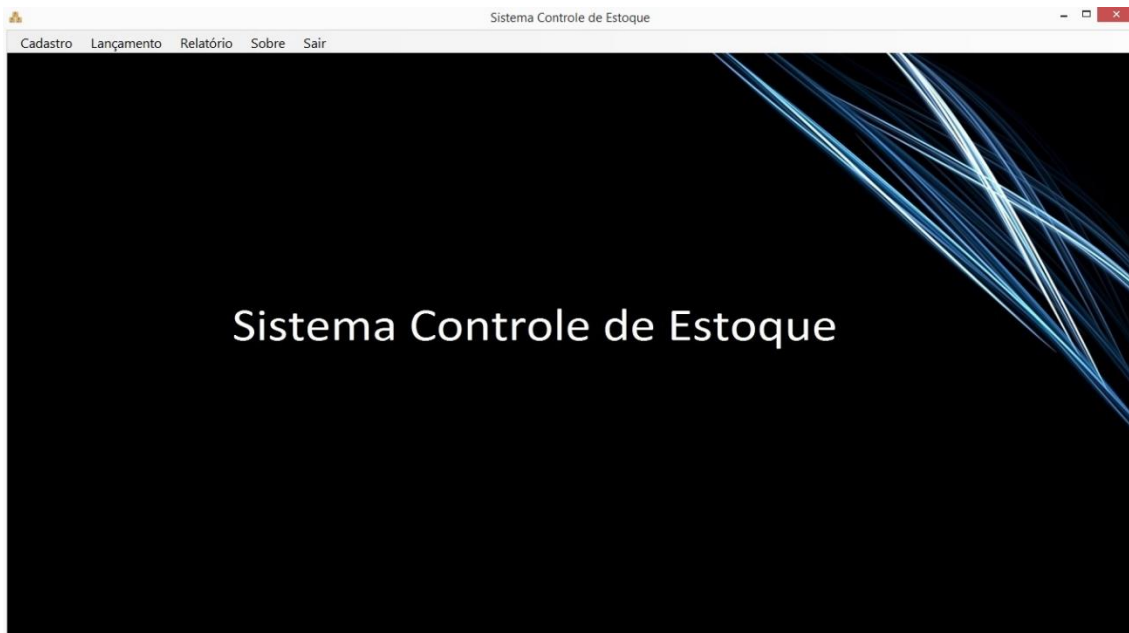 Sistema Controle de Estoque
Cadastro Lançamento Relatório Sobre Sair
Sistema Controle de Estoque